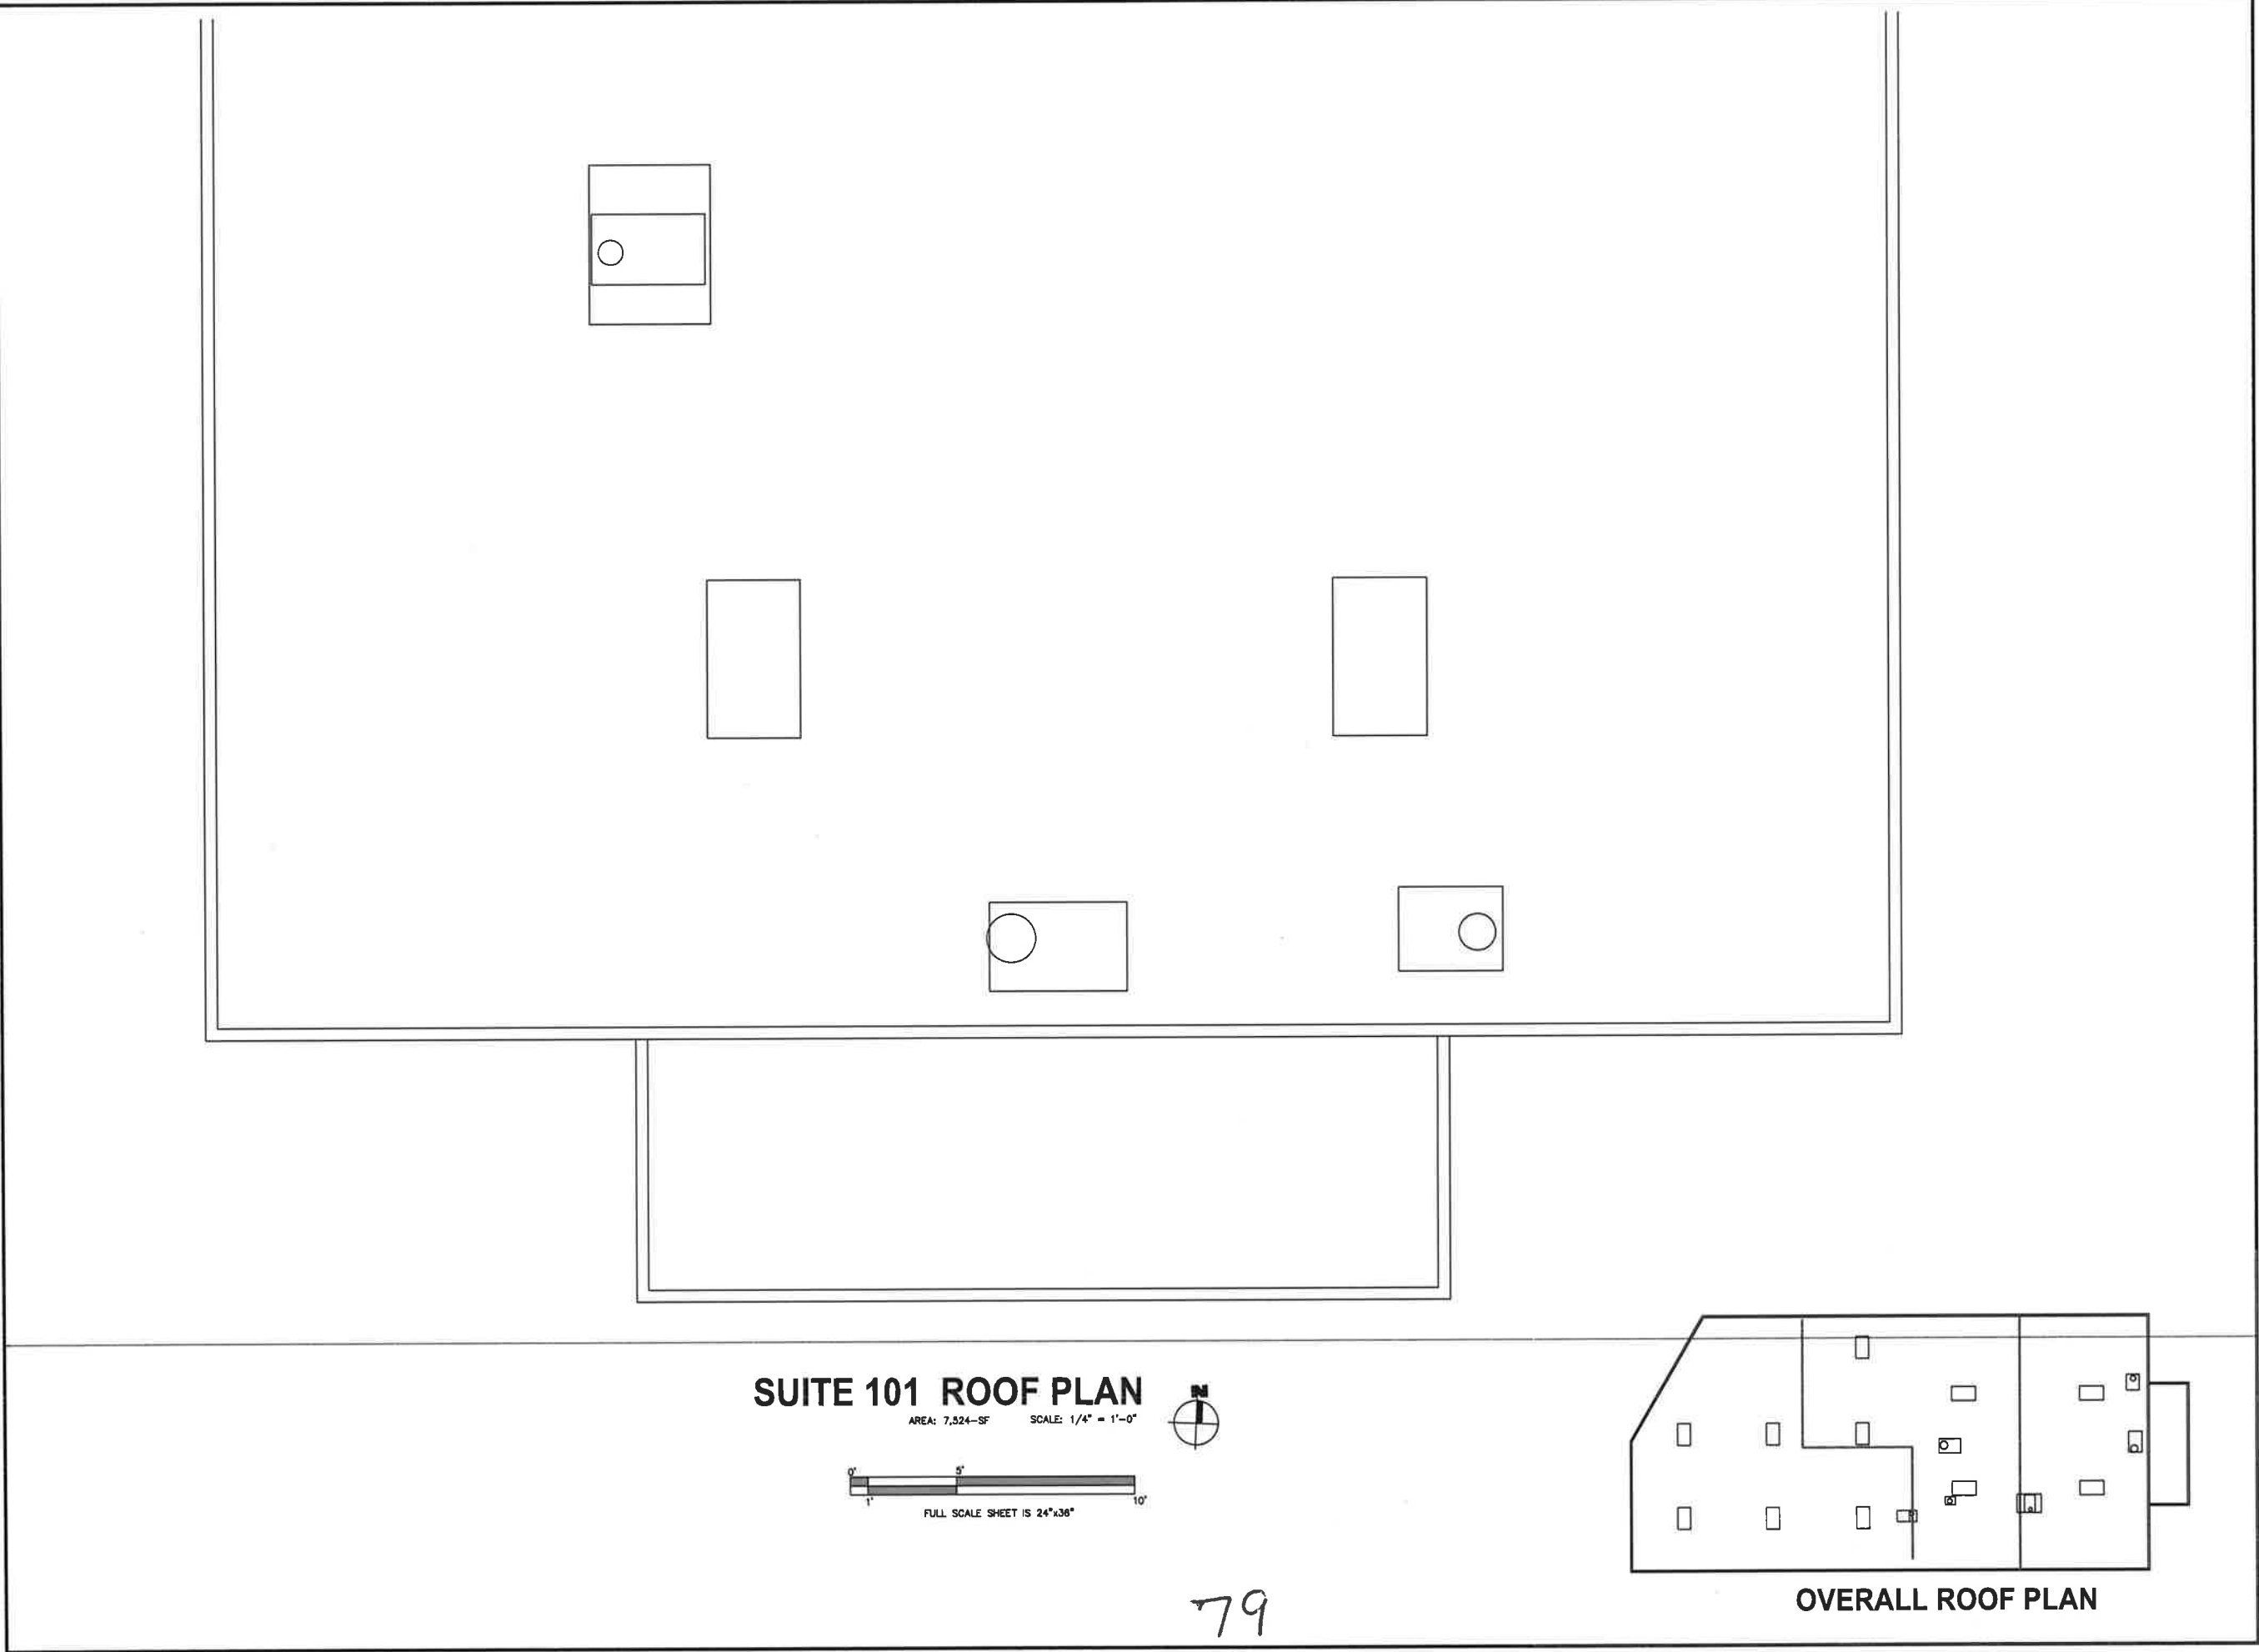 SUITE 101 ROOF PLAN
AREA: 7,524-SF SCALE: 1/4" = 1'-0"
N
0' 5'
1' 10'
FULL SCALE SHEET IS 24"x36"
OVERALL ROOF PLAN
79